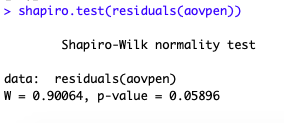 > shapiro.test(residuals(aovpen))
Shapiro-Wilk normality test
data:  residuals(aovpen)
W = 0.90064, p-value = 0.05896